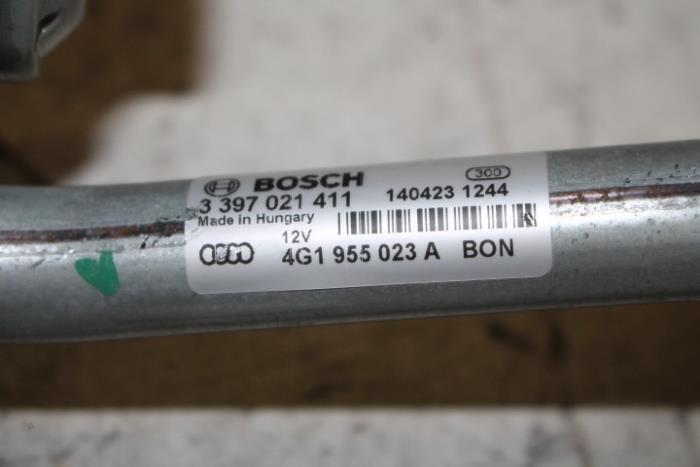 BOSCH 300
3 397 021 411 140423 1244
Made in Hungary
12V
4G1 955 023 A BON